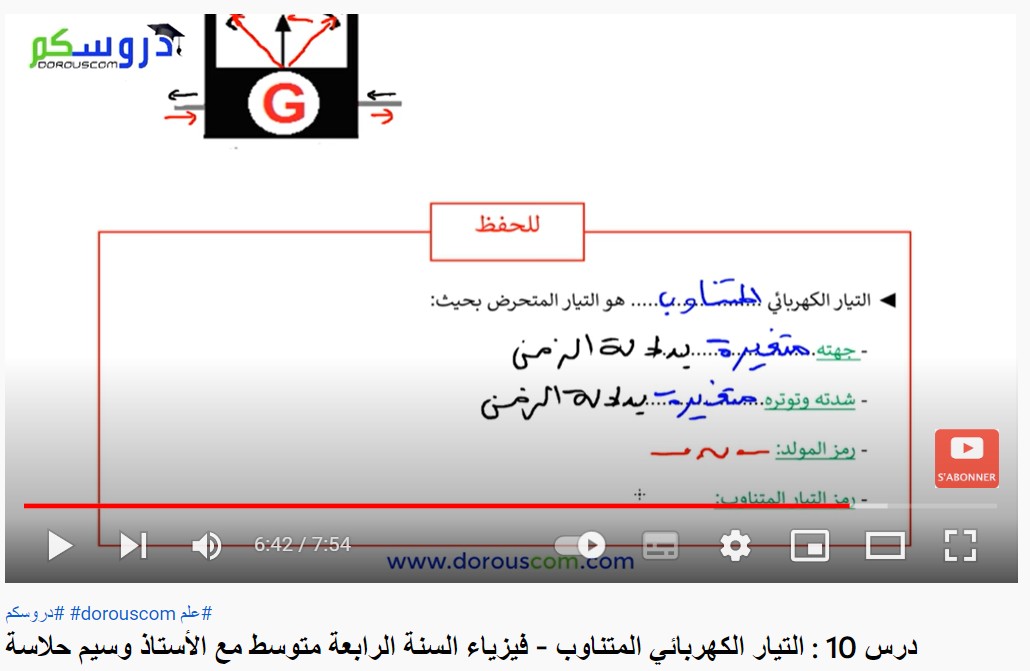 دروسكم
DOROUSCOM
G
للحفظ
◄ التيار الكهربائي ..المتناوب..... هو التيار المتحرض بحيث:
- جهته..متغيرة.....بدلالة الزمن
- شدته وتوتره..متغيرة....بدلالة الزمن
- رمز المولد:
- رمز التيار المتناوب:
S'ABONNER
6:42 / 7:54
www.dorouscom.com
#علم #dorouscom #دروسكم
درس 10 : التيار الكهربائي المتناوب - فيزياء السنة الرابعة متوسط مع الأستاذ وسيم حلاسة